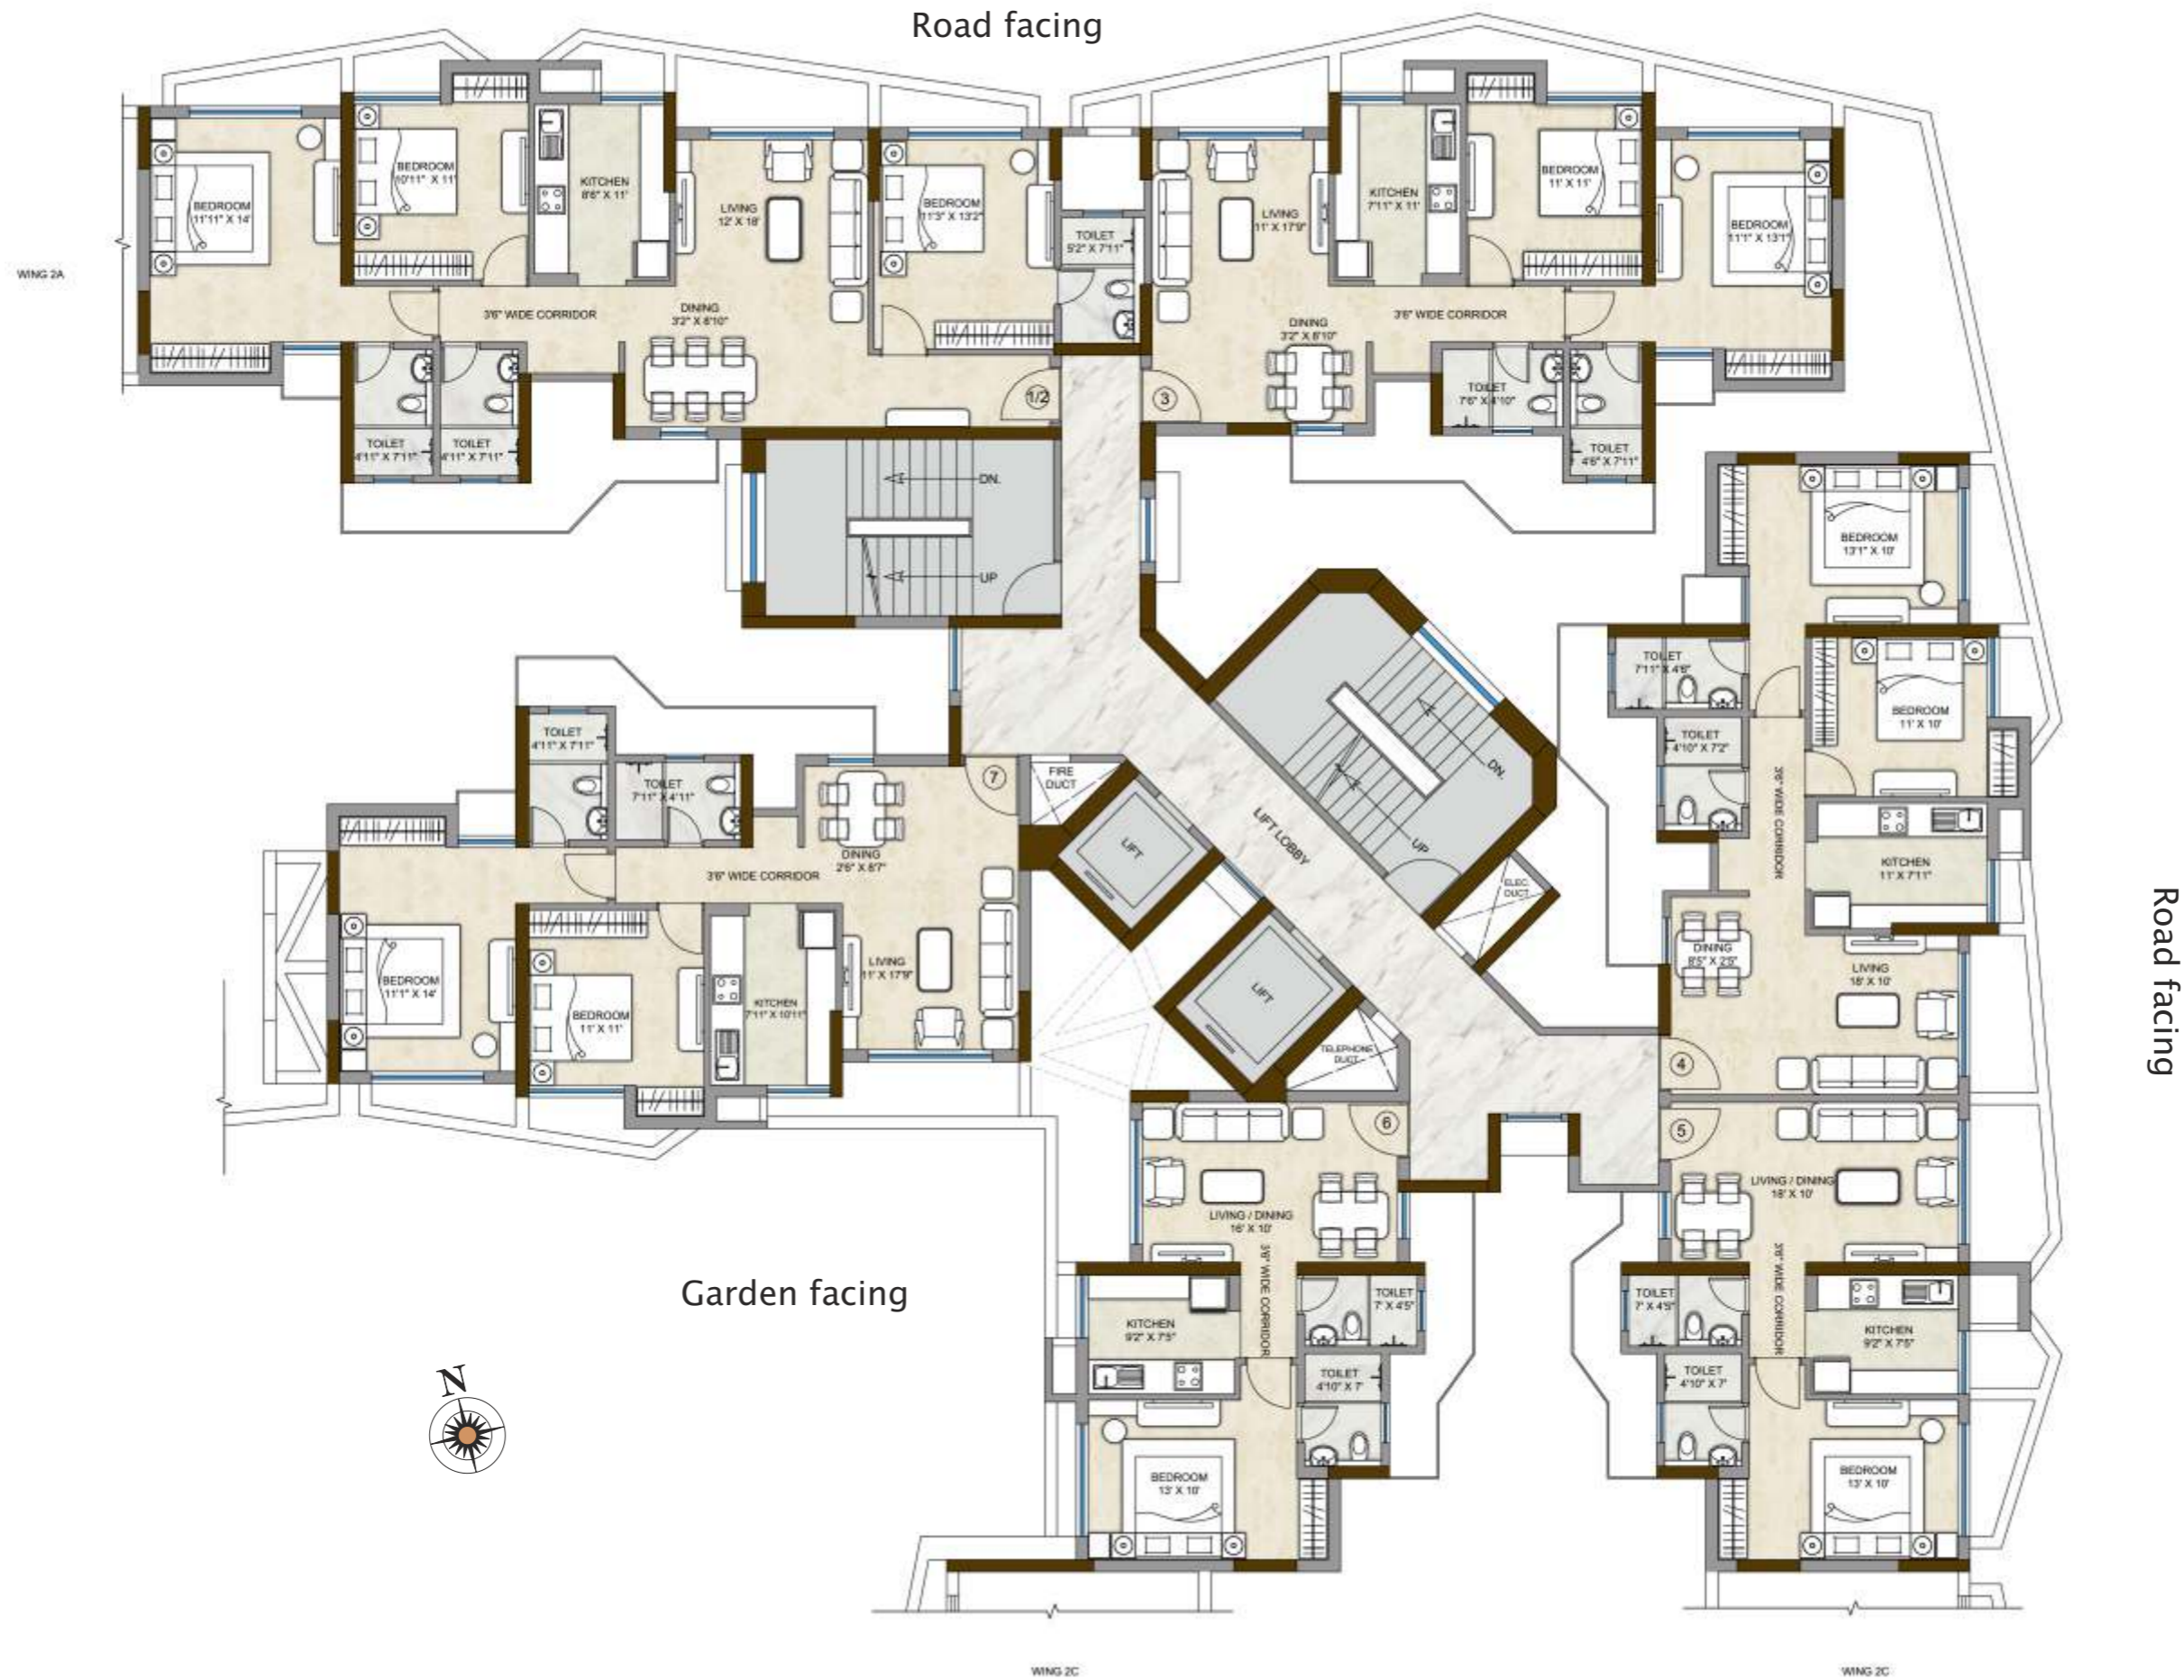 Road facing
WING 2A
BEDROOM
11'11" X 14'
BEDROOM
10'11" X 11'
KITCHEN
8'6" X 11'
LIVING
12' X 18'
BEDROOM
11'3" X 13'2"
TOILET
5'2" X 7'11"
3'6" WIDE CORRIDOR
DINING
3'2" X 8'10"
TOILET
4'11" X 7'11"
TOILET
4'11" X 7'11"
1/2
DN.
UP
LIVING
11' X 17'9"
KITCHEN
7'11" X 11'
BEDROOM
11' X 11'
BEDROOM
11'1" X 13'1"
DINING
3'2" X 8'10"
3'6" WIDE CORRIDOR
3
TOILET
7'6" X 4'10"
TOILET
4'6" X 7'11"
BEDROOM
13'1" X 10'
TOILET
7'11" X 4'6"
BEDROOM
11' X 10'
TOILET
4'10" X 7'2"
3'6" WIDE CORRIDOR
KITCHEN
11' X 7'11"
DINING
8'5" X 2'5"
LIVING
18' X 10'
4
Road facing
DN.
UP
LIFT LOBBY
ELEC.
DUCT
FIRE
DUCT
LIFT
LIFT
TELEPHONE
DUCT
TOILET
4'11" X 7'11"
TOILET
7'11" X 4'11"
7
DINING
2'6" X 8'7"
3'6" WIDE CORRIDOR
BEDROOM
11'1" X 14'
BEDROOM
11' X 11'
KITCHEN
7'11" X 10'11"
LIVING
11' X 17'9"
6
LIVING / DINING
16' X 10'
3'6" WIDE CORRIDOR
TOILET
7' X 4'5"
KITCHEN
9'2" X 7'5"
TOILET
4'10" X 7'
BEDROOM
13' X 10'
5
LIVING / DINING
18' X 10'
3'6" WIDE CORRIDOR
TOILET
7' X 4'5"
KITCHEN
9'2" X 7'5"
TOILET
4'10" X 7'
BEDROOM
13' X 10'
Garden facing
N
WING 2C
WING 2C